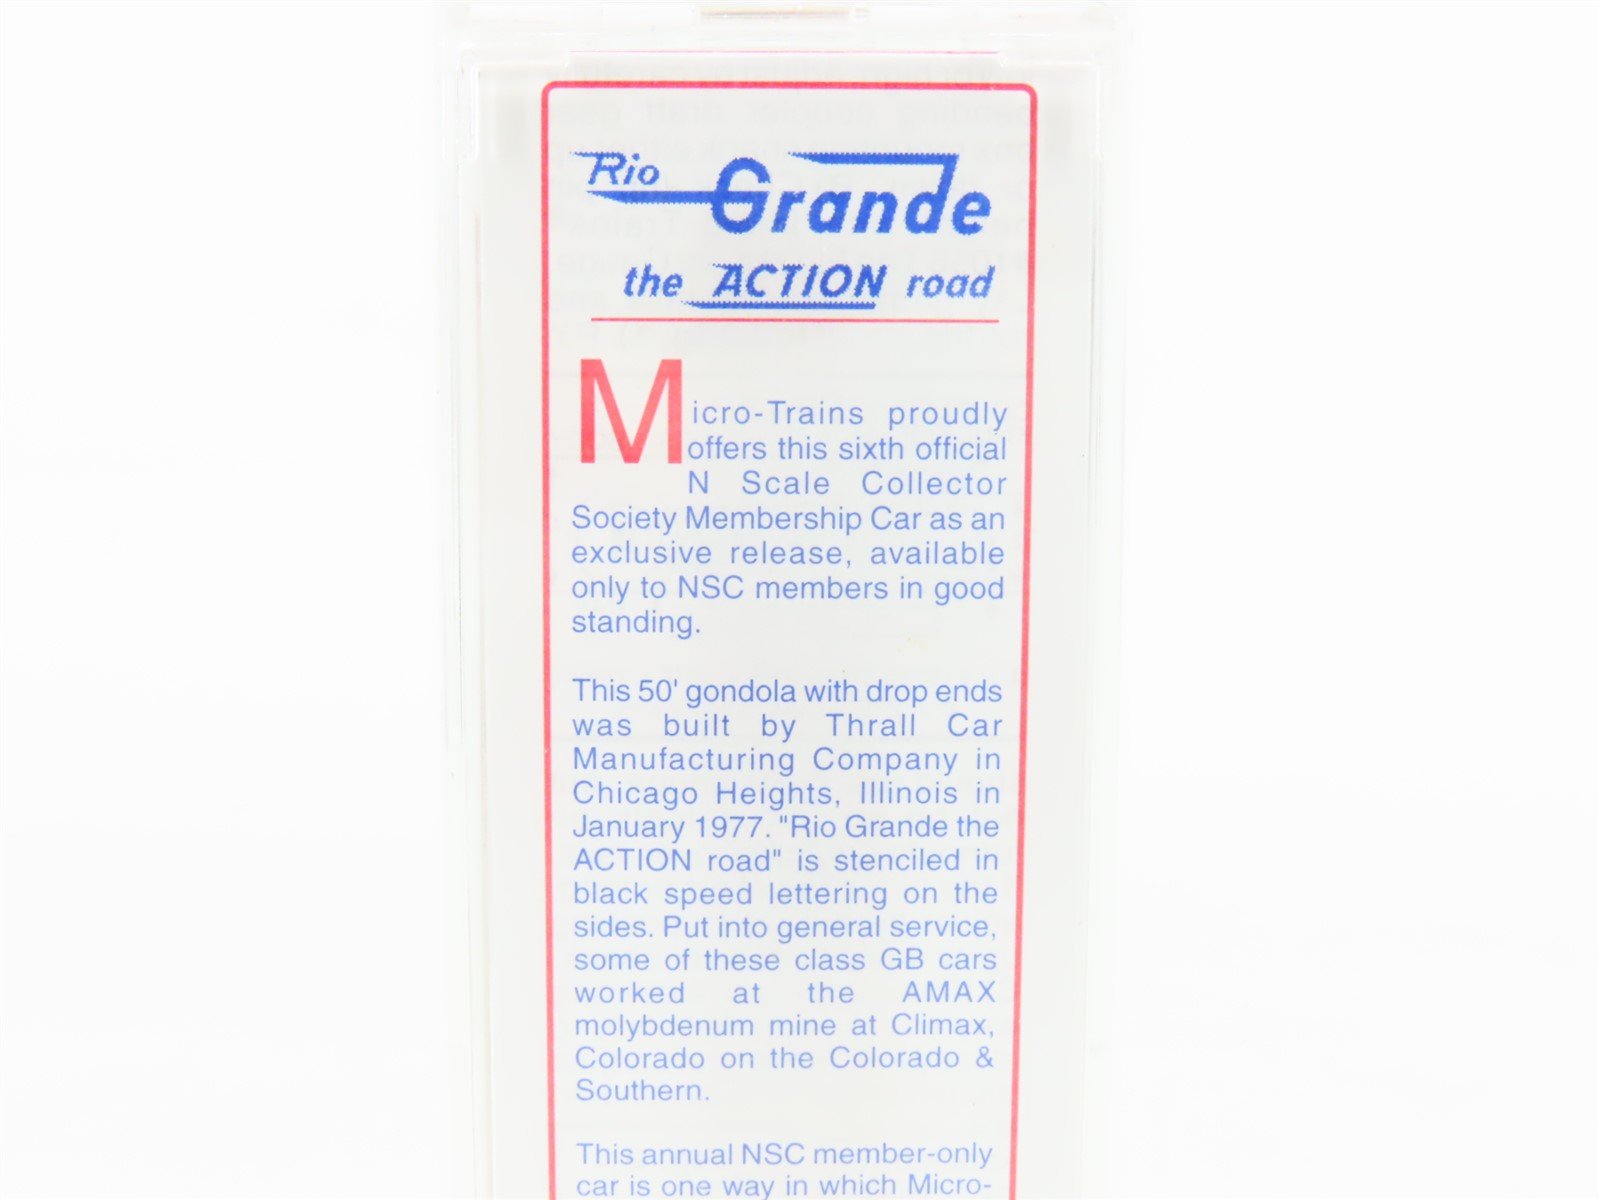 Rio Grande
the ACTION road
Micro-Trains proudly
offers this sixth official
N Scale Collector
Society Membership Car as an
exclusive release, available
only to NSC members in good
standing.
This 50' gondola with drop ends
was built by Thrall Car
Manufacturing Company in
Chicago Heights, Illinois in
January 1977. "Rio Grande the
ACTION road" is stenciled in
black speed lettering on the
sides. Put into general service,
some of these class GB cars
worked at the AMAX
molybdenum mine at Climax,
Colorado on the Colorado &
Southern.
This annual NSC member-only
car is one way in which Micro-